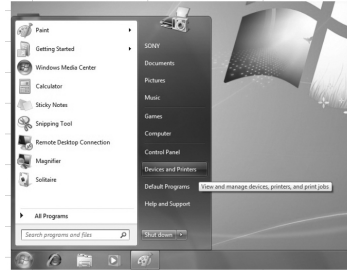 Paint
Getting Started
Windows Media Center
Calculator
Sticky Notes
Snipping Tool
Remote Desktop Connection
Magnifier
Solitaire
All Programs
Search programs and files
SONY
Documents
Pictures
Music
Games
Computer
Control Panel
Devices and Printers
Default Programs
View and manage devices, printers, and print jobs
Help and Support
Shut down